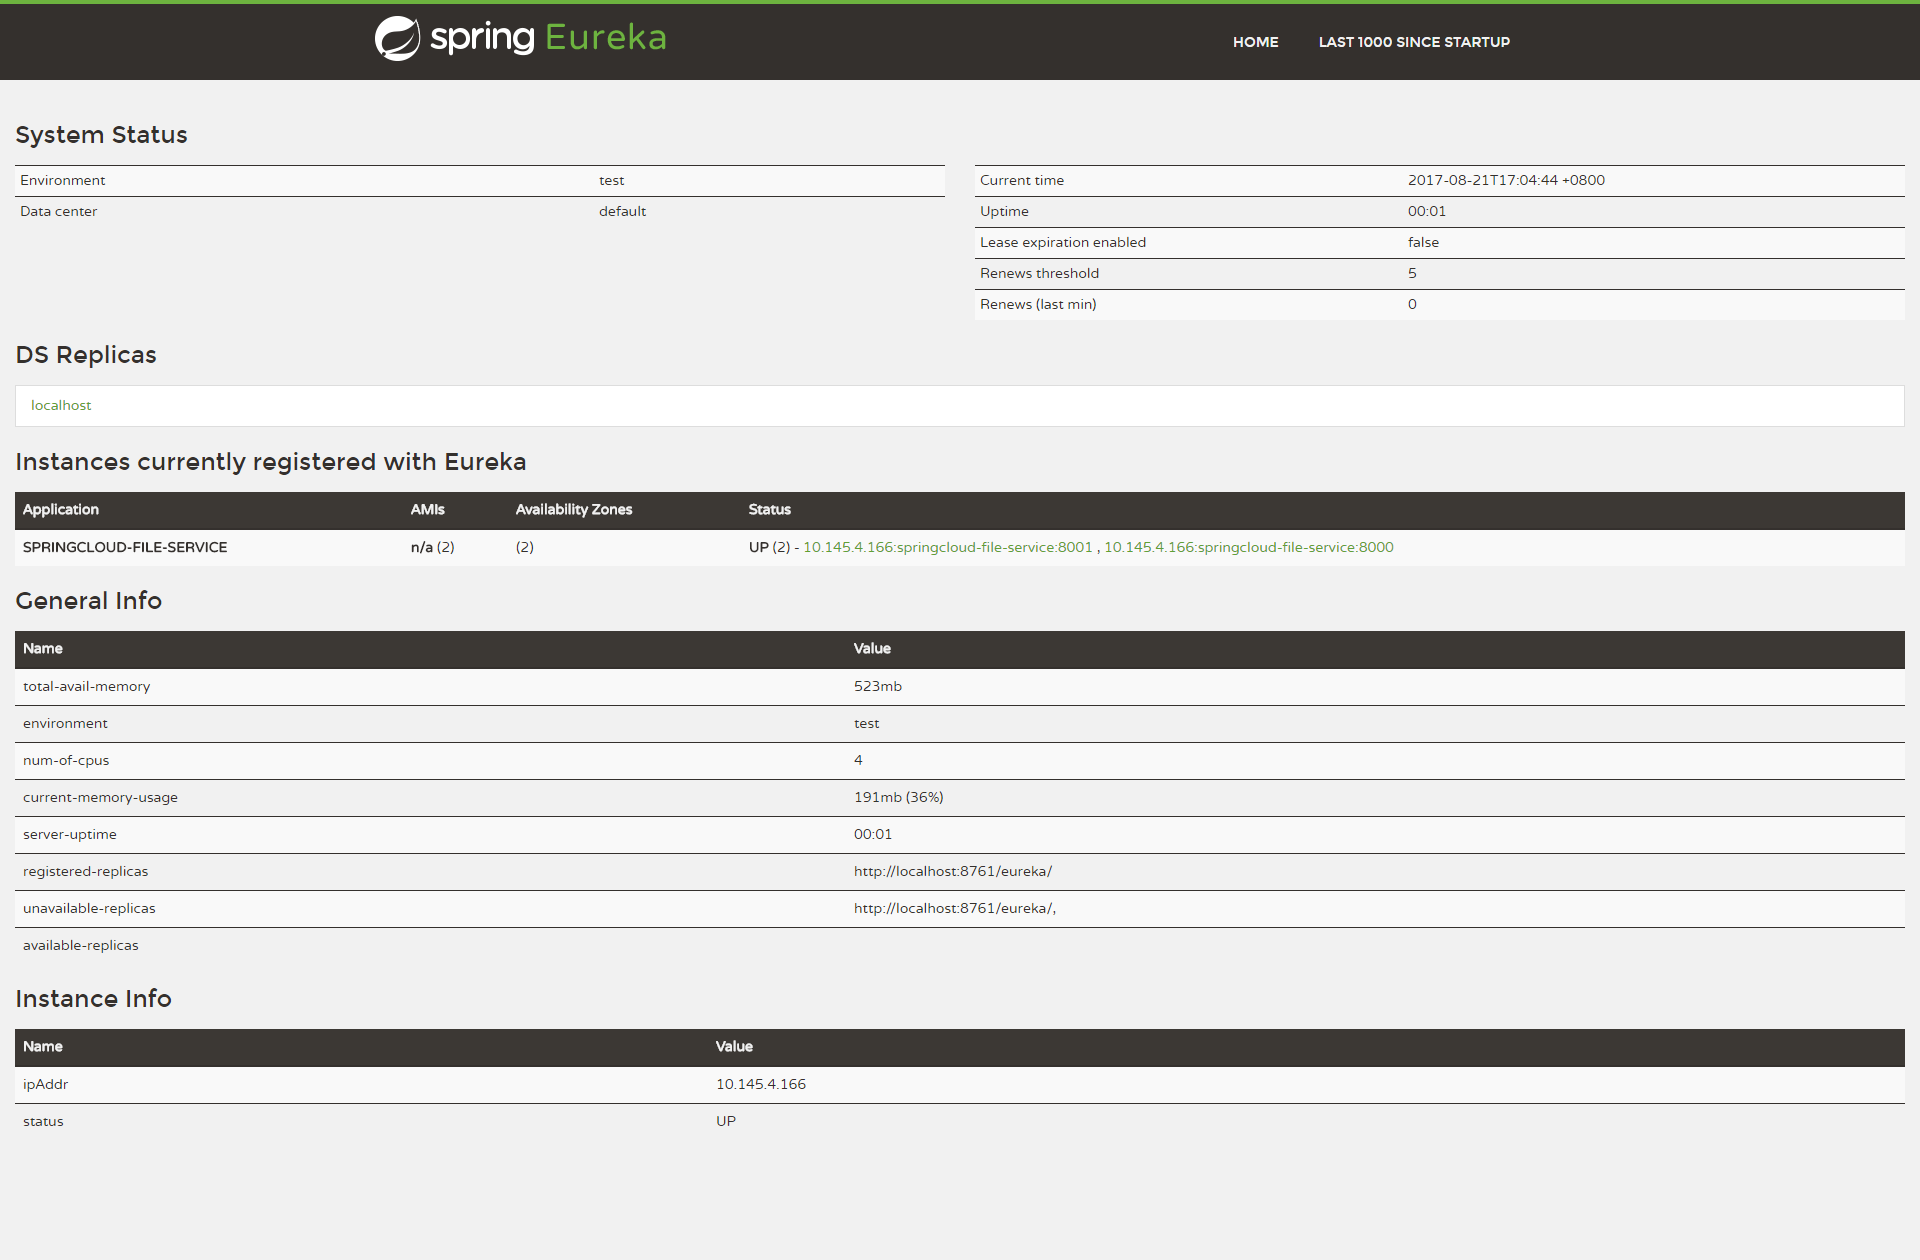 spring Eureka
HOME LAST 1000 SINCE STARTUP
System Status
Environment test
Data center default
Current time 2017-08-21T17:04:44 +0800
Uptime 00:01
Lease expiration enabled false
Renews threshold 5
Renews (last min) 0
DS Replicas
localhost
Instances currently registered with Eureka
Application AMIs Availability Zones Status
SPRINGCLOUD-FILE-SERVICE n/a (2) (2) UP (2) - 10.145.4.166:springcloud-file-service:8001 , 10.145.4.166:springcloud-file-service:8000
General Info
Name Value
total-avail-memory 523mb
environment test
num-of-cpus 4
current-memory-usage 191mb (36%)
server-uptime 00:01
registered-replicas http://localhost:8761/eureka/
unavailable-replicas http://localhost:8761/eureka/,
available-replicas
Instance Info
Name Value
ipAddr 10.145.4.166
status UP